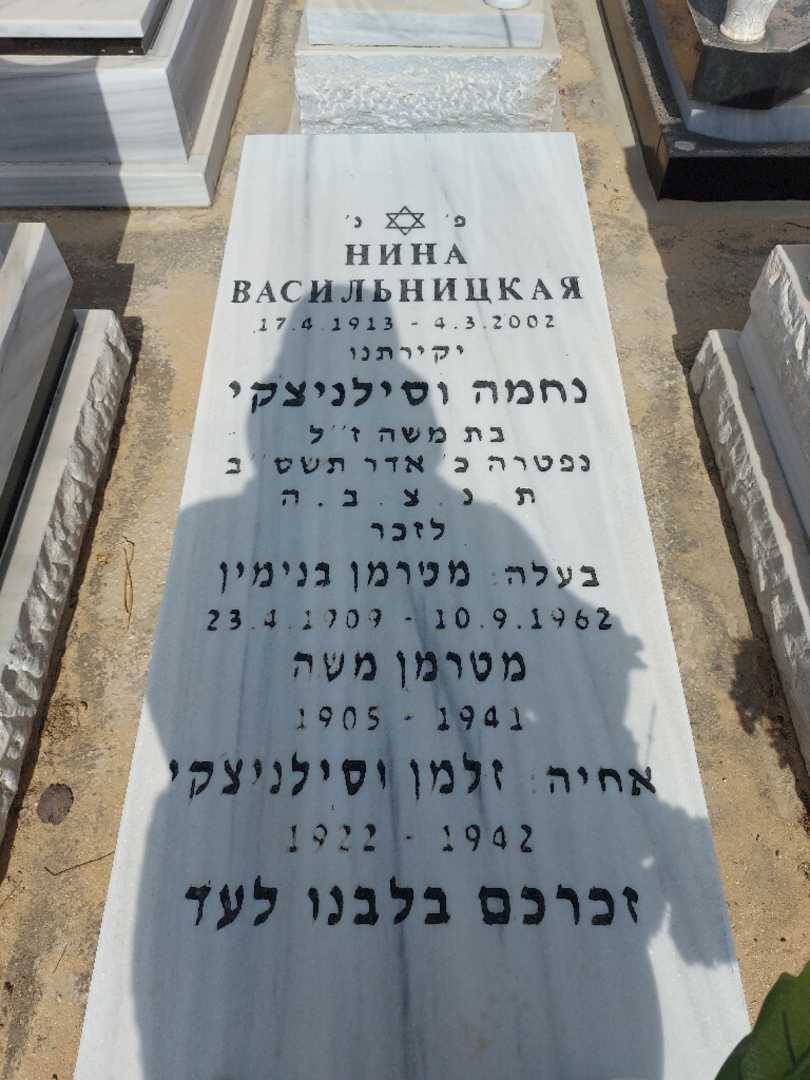 פ׳ נ׳
НИНА
ВАСИЛЬНИЦКАЯ
17.4.1913 - 4.3.2002
יקירתנו
נחמה וסילניצקי
בת משה ז״ל
נפטרה כ׳ אדר תשס״ב
ת . נ . צ . ב . ה
לזכר
בעלה: מטרמן בנימין
23.4.1909 - 10.9.1962
מטרמן משה
1905 - 1941
אחיה: זלמן וסילניצקי
1922 - 1942
זכרכם בלבנו לעד